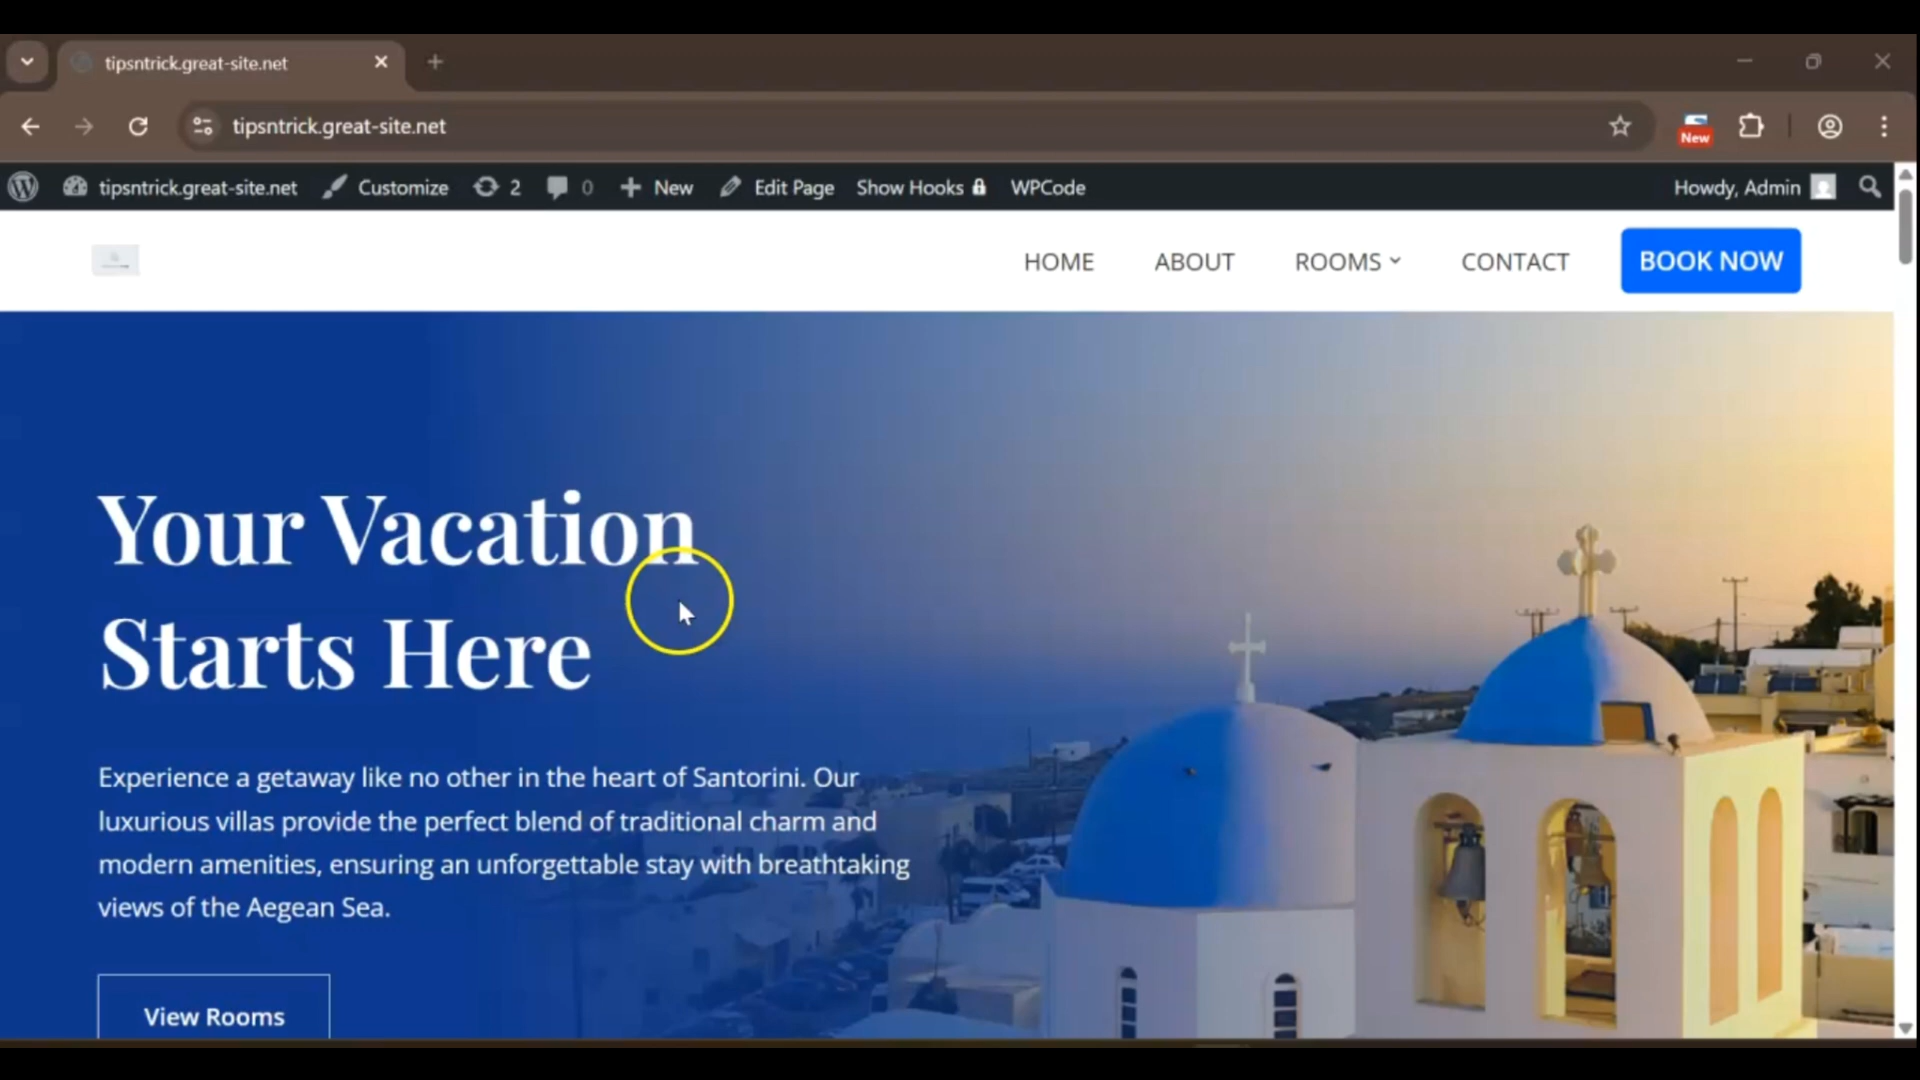 tipsntrick.great-site.net
tipsntrick.great-site.net
New
tipsntrick.great-site.net Customize 2 0 New Edit Page Show Hooks WPCode Howdy, Admin
HOME ABOUT ROOMS CONTACT BOOK NOW
Your Vacation
Starts Here
Experience a getaway like no other in the heart of Santorini. Our
luxurious villas provide the perfect blend of traditional charm and
modern amenities, ensuring an unforgettable stay with breathtaking
views of the Aegean Sea.
View Rooms